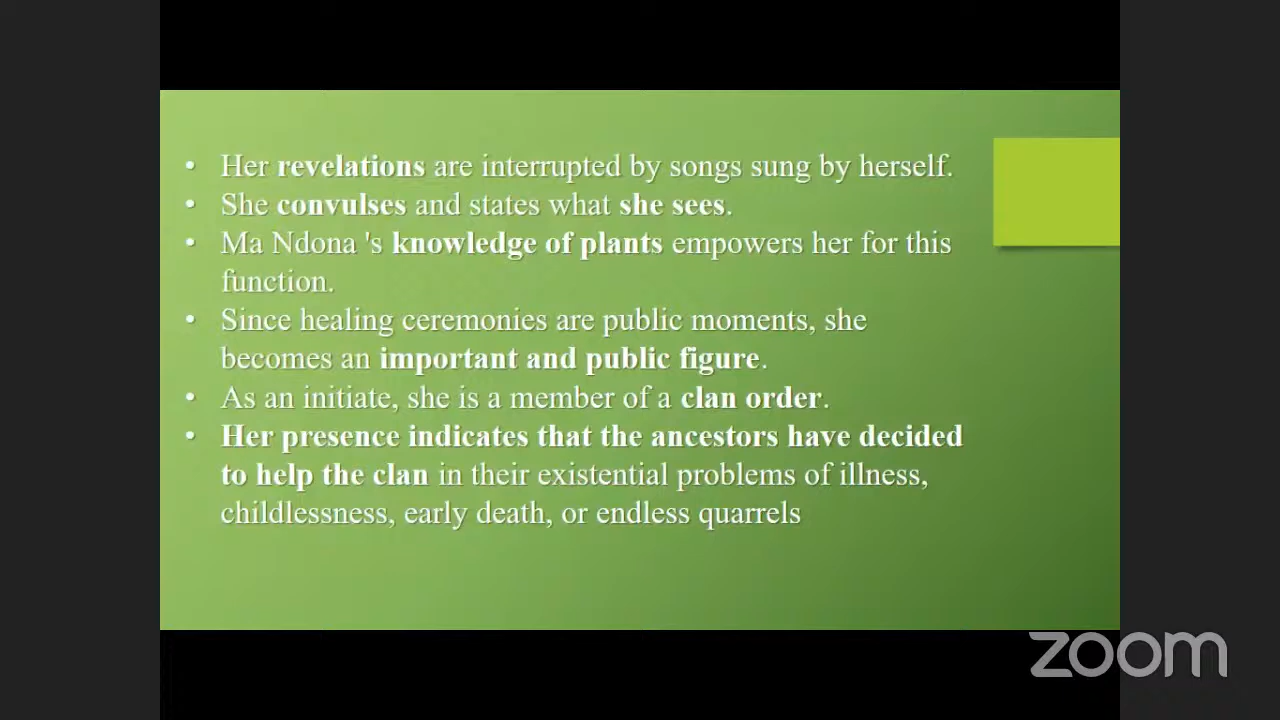 • Her revelations are interrupted by songs sung by herself.
• She convulses and states what she sees.
• Ma Ndona 's knowledge of plants empowers her for this
function.
• Since healing ceremonies are public moments, she
becomes an important and public figure.
• As an initiate, she is a member of a clan order.
• Her presence indicates that the ancestors have decided
to help the clan in their existential problems of illness,
childlessness, early death, or endless quarrels
zoom